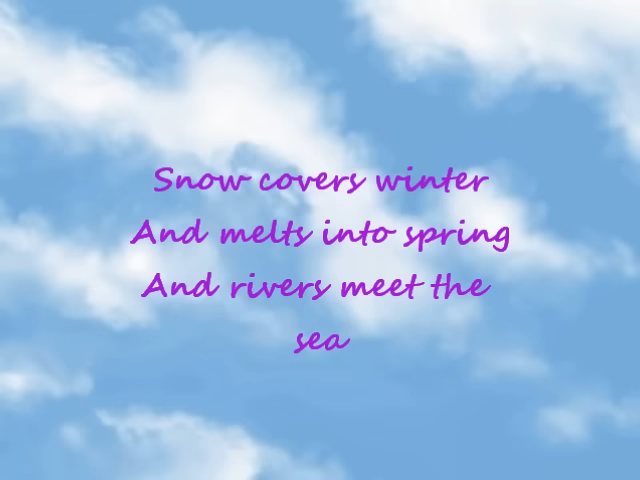 Snow covers winter
And melts into spring
And rivers meet the
sea